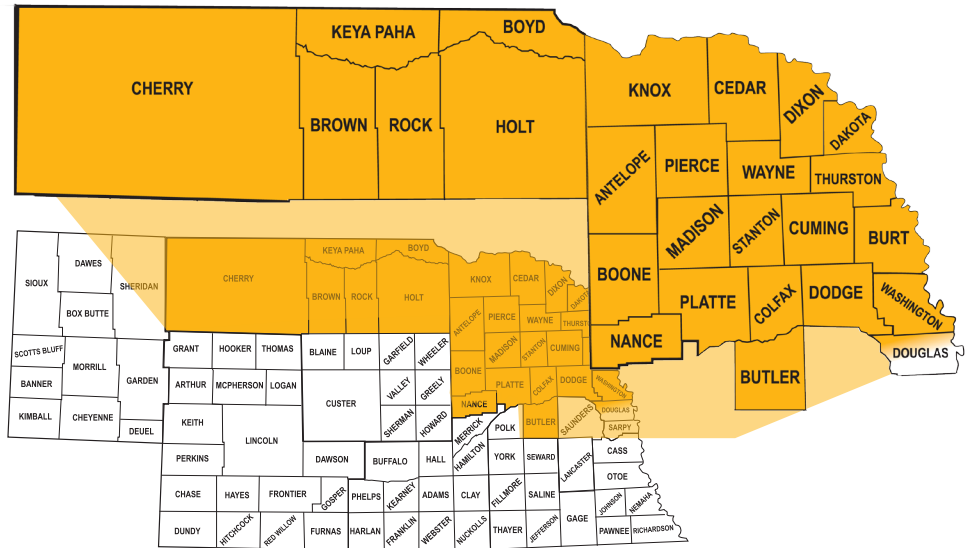 BOYD
KEYA PAHA
CHERRY
KNOX
CEDAR
DIXON
DAKOTA
BROWN
ROCK
HOLT
ANTELOPE
PIERCE
WAYNE
THURSTON
MADISON
STANTON
CUMING
BURT
BOONE
PLATTE
COLFAX
DODGE
WASHINGTON
NANCE
DOUGLAS
BUTLER
SIOUX
DAWES
SHERIDAN
BOX BUTTE
SCOTTS BLUFF
MORRILL
BANNER
GARDEN
KIMBALL
CHEYENNE
DEUEL
CHERRY
KEYA PAHA
BOYD
BROWN
ROCK
HOLT
KNOX
CEDAR
DIXON
DAKOTA
ANTELOPE
PIERCE
WAYNE
THURST
MADISON
STANTON
CUMING
BOONE
PLATTE
COLFAX
DODGE
WASHINGTON
NANCE
BUTLER
SAUNDERS
DOUGLAS
SARPY
GRANT
HOOKER
THOMAS
BLAINE
LOUP
GARFIELD
WHEELER
ARTHUR
MCPHERSON
LOGAN
CUSTER
VALLEY
GREELY
KEITH
LINCOLN
SHERMAN
HOWARD
MERRICK
POLK
PERKINS
DAWSON
BUFFALO
HALL
HAMILTON
YORK
SEWARD
LANCASTER
CASS
OTOE
CHASE
HAYES
FRONTIER
GOSPER
PHELPS
KEARNEY
ADAMS
CLAY
FILLMORE
SALINE
JOHNSON
NEMAHA
DUNDY
HITCHCOCK
RED WILLOW
FURNAS
HARLAN
FRANKLIN
WEBSTER
NUCKOLLS
THAYER
JEFFERSON
GAGE
PAWNEE
RICHARDSON